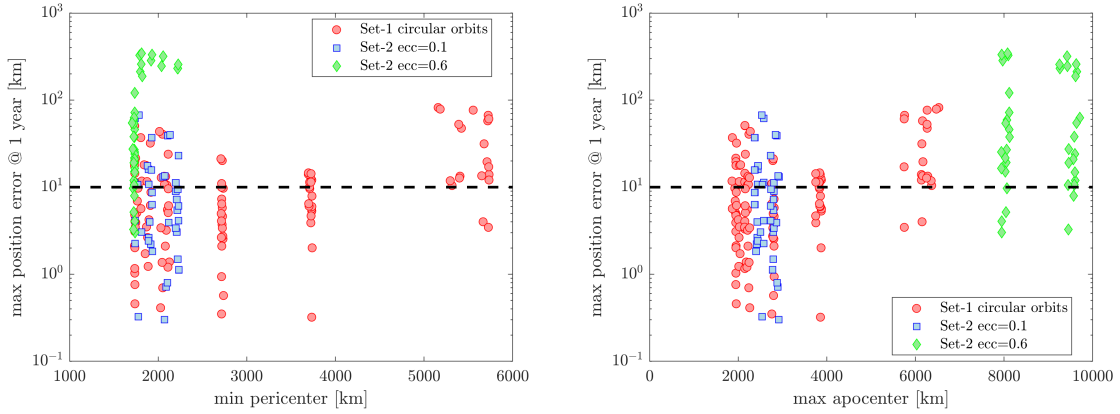 max position error @ 1 year [km]
10³
10²
10¹
10⁰
10⁻¹
1000 2000 3000 4000 5000 6000
min pericenter [km]
Set-1 circular orbits
Set-2 ecc=0.1
Set-2 ecc=0.6
max position error @ 1 year [km]
10³
10²
10¹
10⁰
10⁻¹
0 2000 4000 6000 8000 10000
max apocenter [km]
Set-1 circular orbits
Set-2 ecc=0.1
Set-2 ecc=0.6